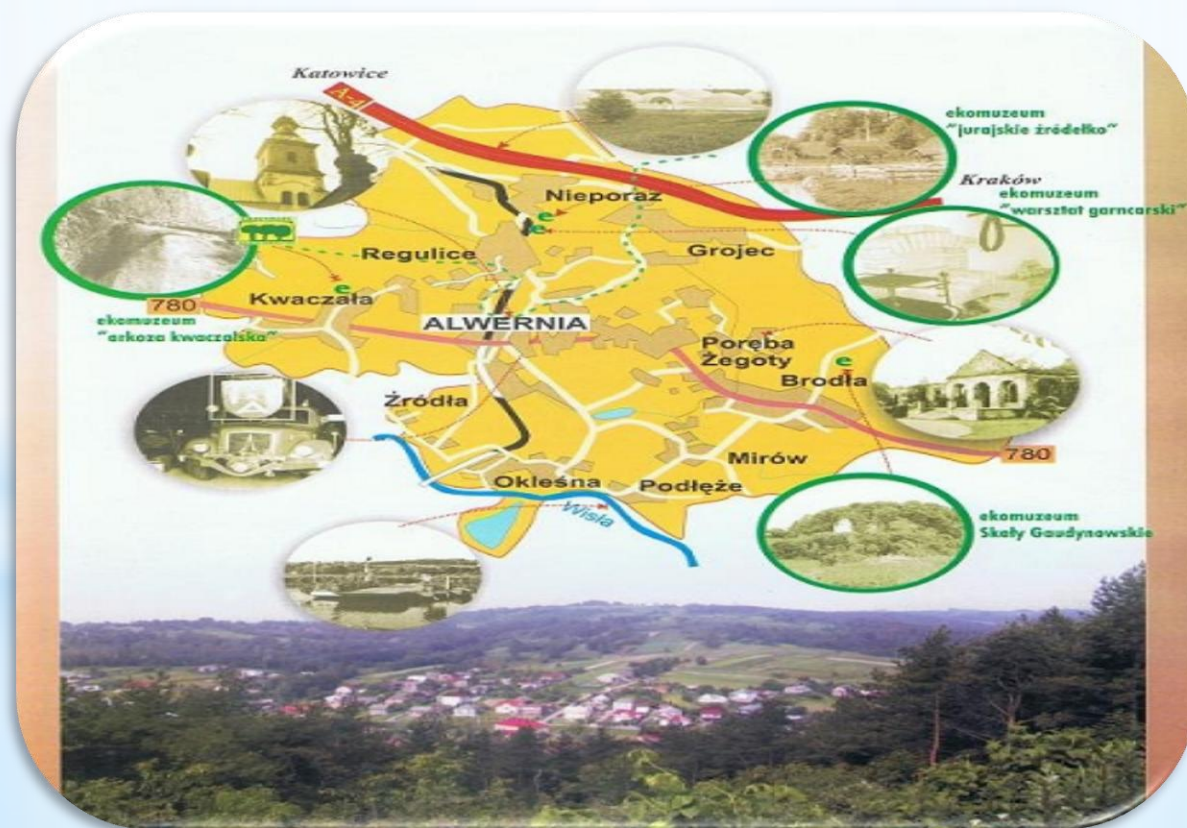 Katowice
A-4
ekomuzeum
"jurajskie źródełko"
Kraków
ekomuzeum
"warsztat garncarski"
Nieporaz
e
e
Regulice
Grojec
e
Kwaczała
780
ekomuzeum
"arkoza kwaczalska"
ALWERNIA
Poręba
Żegoty
e
Brodła
Źródła
780
Mirów
Okleśna
Podłęże
Wisła
ekomuzeum
Skały Gaudynowskie